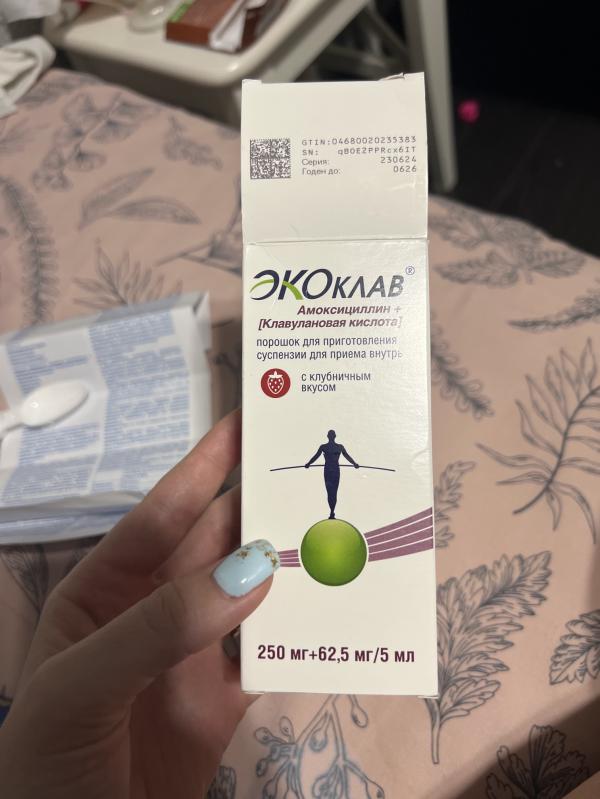 GTIN:04680020235383
SN: qBOEZPPRcx6IT
Серия: 230624
Годен до: 0626
ЭКОКЛАВ®
Амоксициллин +
[Клавулановая кислота]
порошок для приготовления
суспензии для приема внутрь
с клубничным
вкусом
250 мг+62,5 мг/5 мл